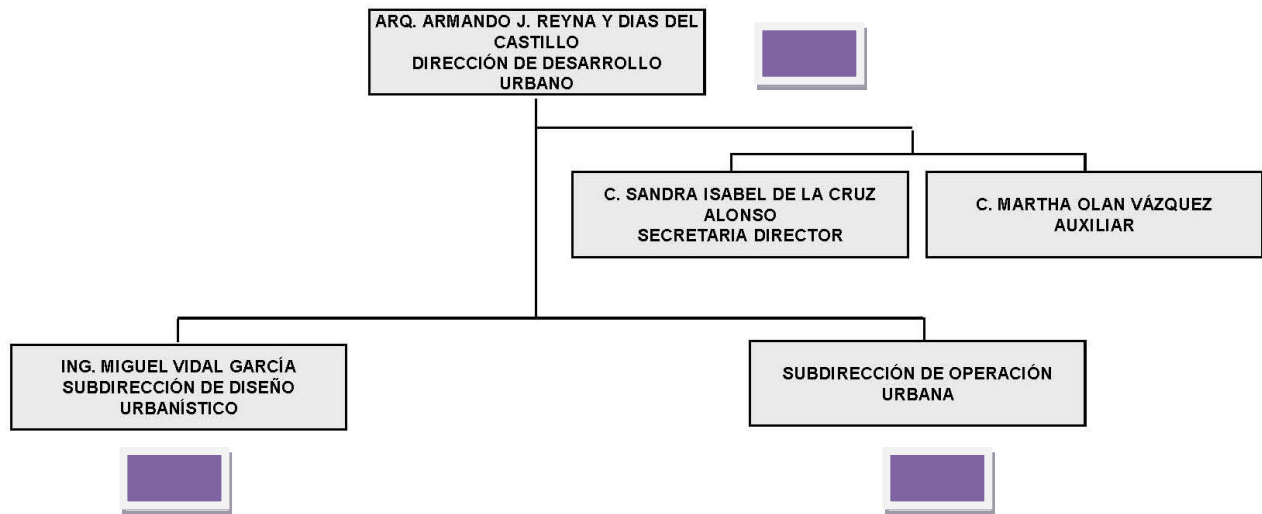 ARQ. ARMANDO J. REYNA Y DIAS DEL
CASTILLO
DIRECCIÓN DE DESARROLLO
URBANO
C. SANDRA ISABEL DE LA CRUZ
ALONSO
SECRETARIA DIRECTOR
C. MARTHA OLAN VÁZQUEZ
AUXILIAR
ING. MIGUEL VIDAL GARCÍA
SUBDIRECCIÓN DE DISEÑO
URBANÍSTICO
SUBDIRECCIÓN DE OPERACIÓN
URBANA